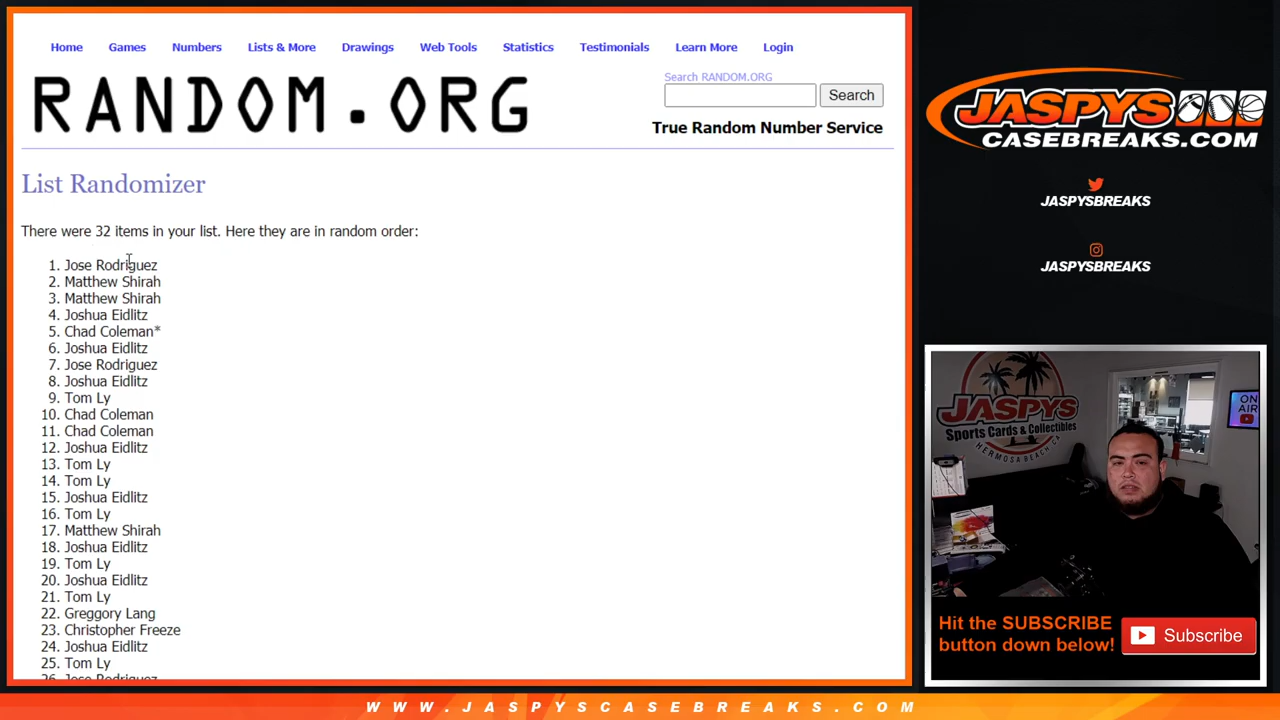 Home Games Numbers Lists & More Drawings Web Tools Statistics Testimonials Learn More Login
RANDOM.ORG
Search RANDOM.ORG
Search
True Random Number Service
List Randomizer
There were 32 items in your list. Here they are in random order:
1. Jose Rodriguez
2. Matthew Shirah
3. Matthew Shirah
4. Joshua Eidlitz
5. Chad Coleman*
6. Joshua Eidlitz
7. Jose Rodriguez
8. Joshua Eidlitz
9. Tom Ly
10. Chad Coleman
11. Chad Coleman
12. Joshua Eidlitz
13. Tom Ly
14. Tom Ly
15. Joshua Eidlitz
16. Tom Ly
17. Matthew Shirah
18. Joshua Eidlitz
19. Tom Ly
20. Joshua Eidlitz
21. Tom Ly
22. Greggory Lang
23. Christopher Freeze
24. Joshua Eidlitz
25. Tom Ly
26. Jose Rodriguez
JASPYS
CASEBREAKS.COM
JASPYSBREAKS
JASPYSBREAKS
JASPYS
Sports Cards & Collectibles
HERMOSA BEACH, CA
ON
AIR
Hit the SUBSCRIBE
button down below!
Subscribe
WWW.JASPYSCASEBREAKS.COM